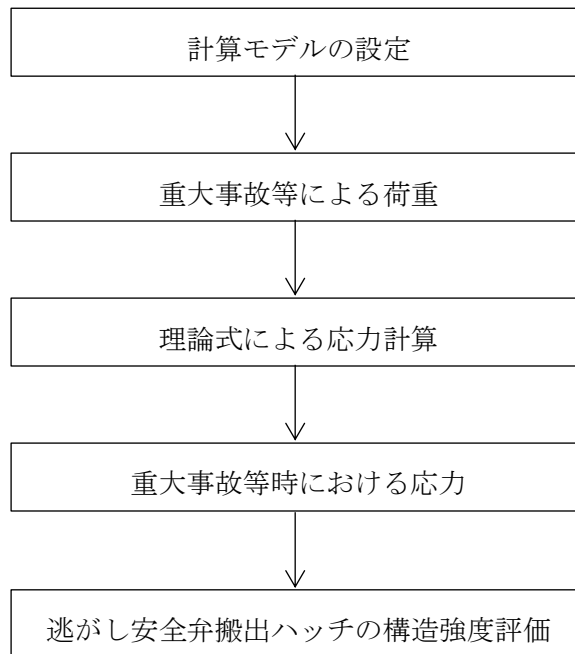 計算モデルの設定
重大事故等による荷重
理論式による応力計算
重大事故等時における応力
逃がし安全弁搬出ハッチの構造強度評価